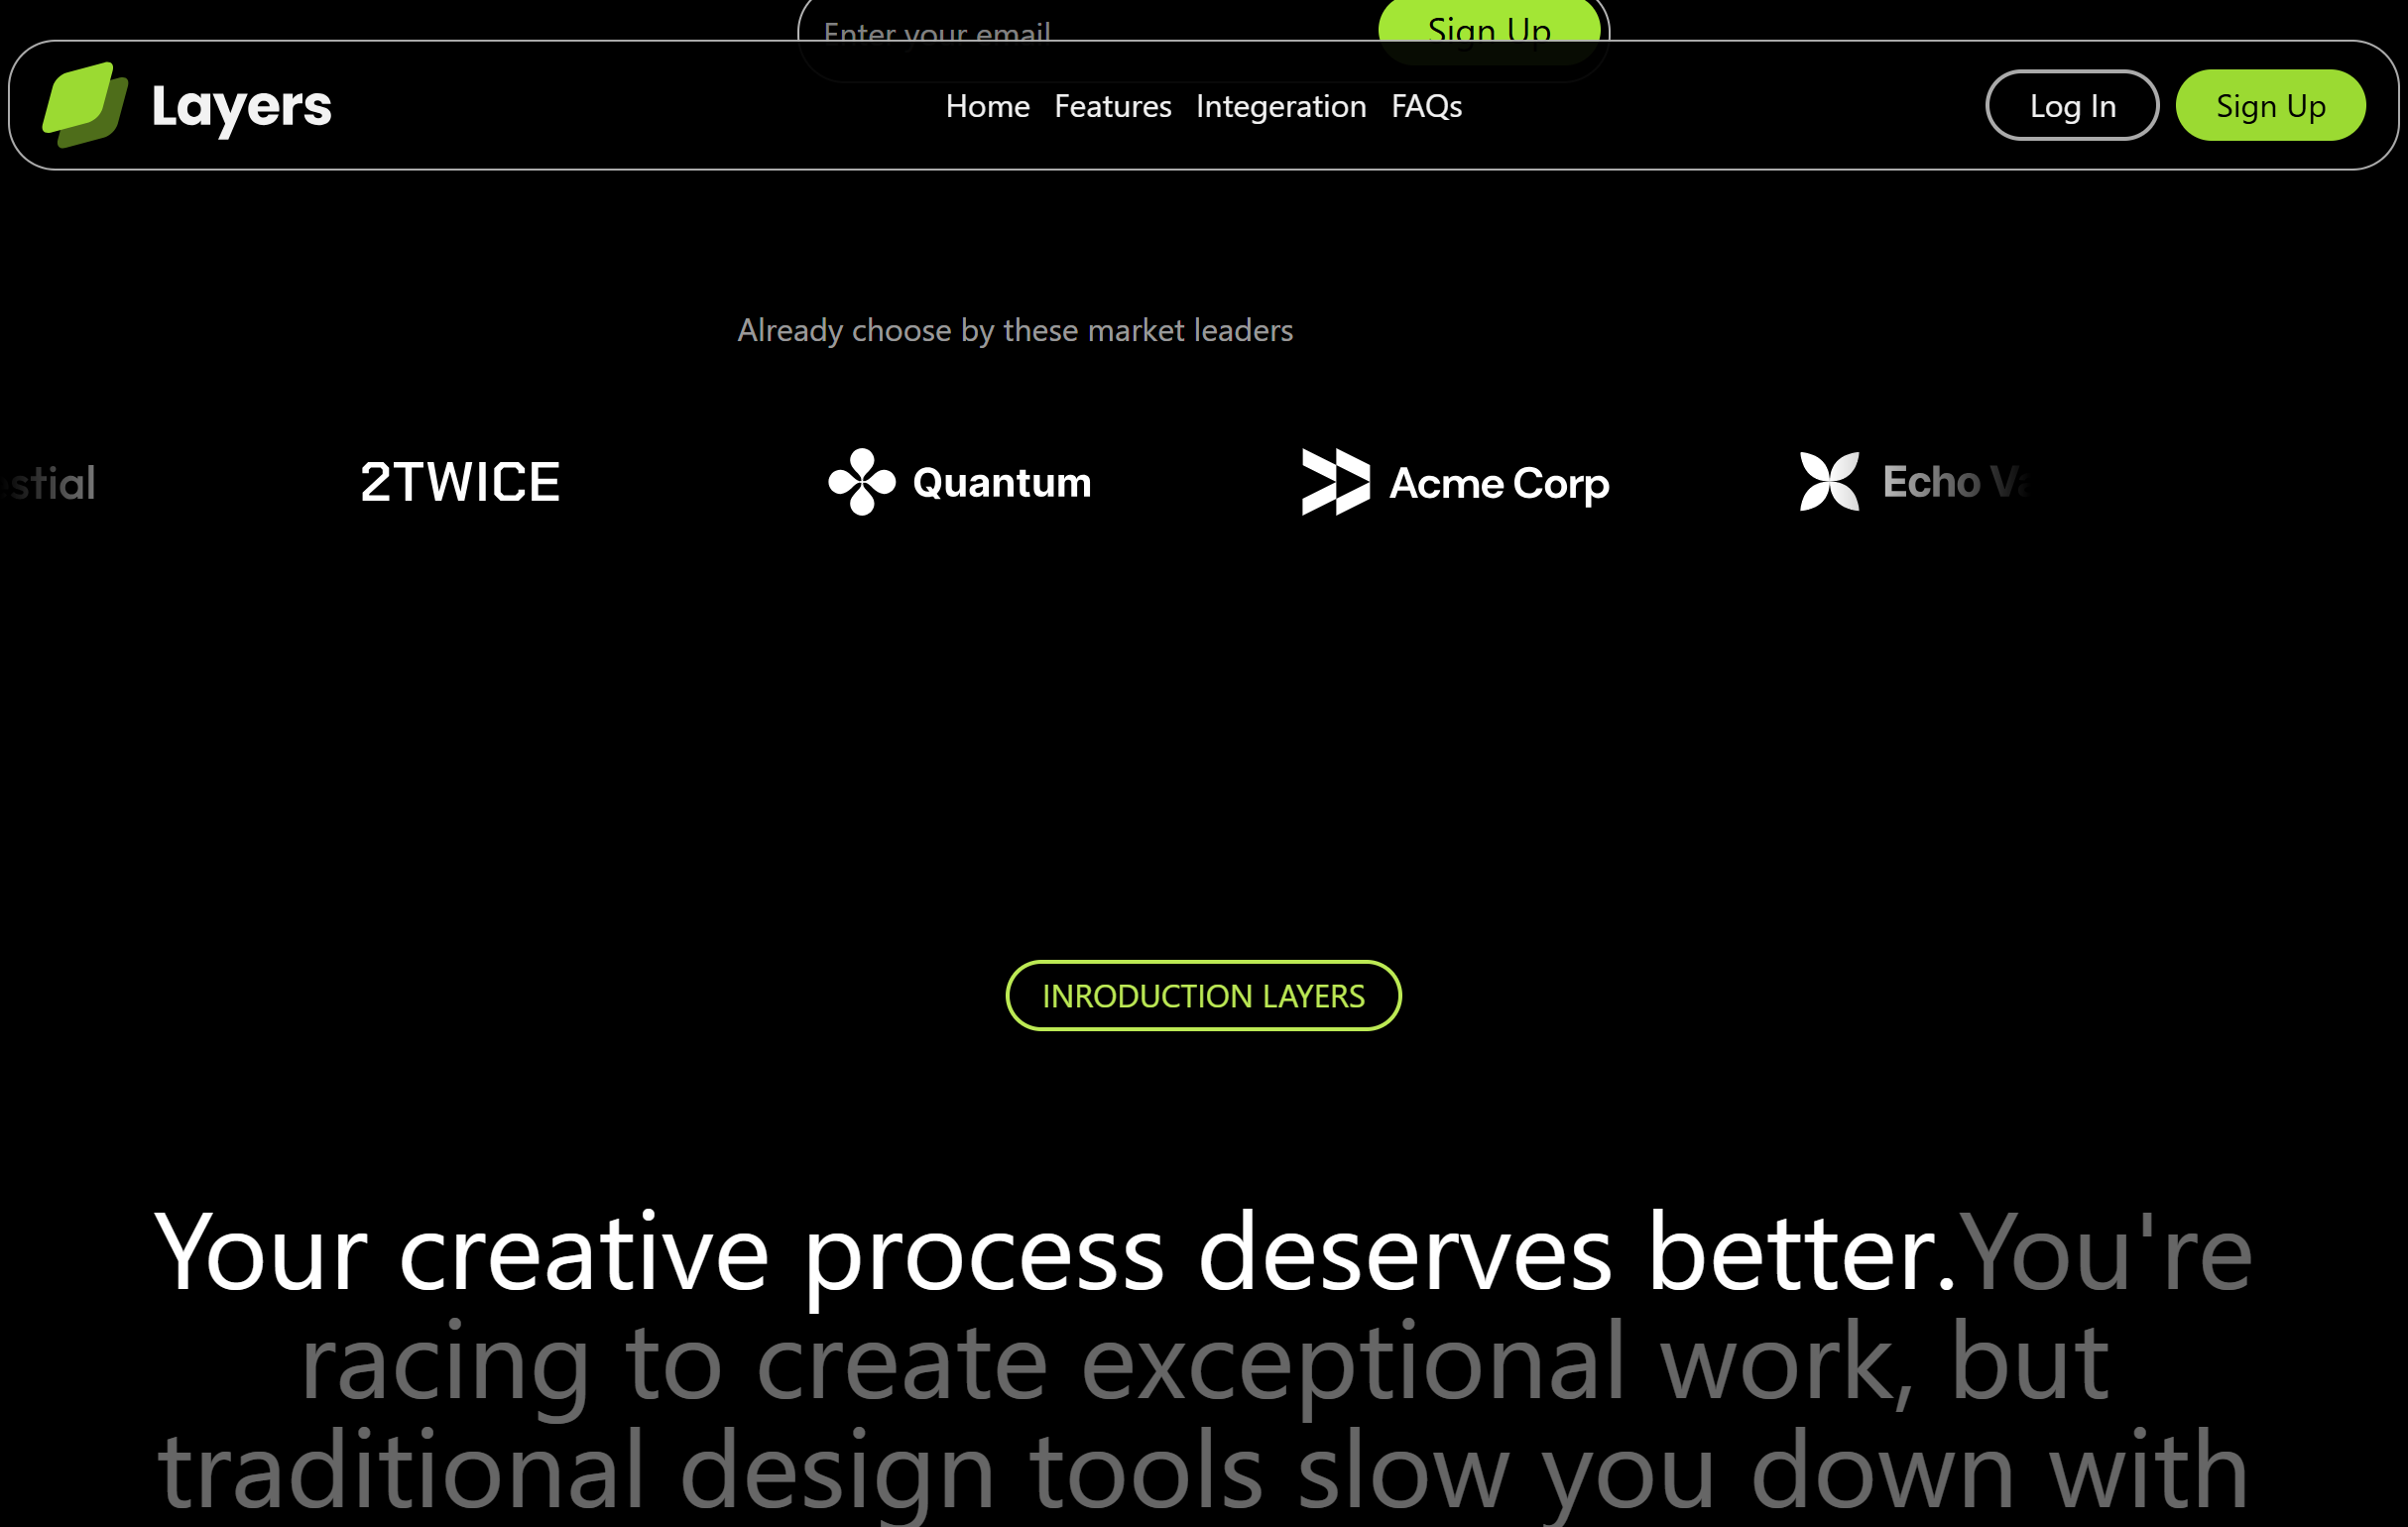 Enter your email Sign Up
Layers Home Features Integeration FAQs Log In Sign Up
Already choose by these market leaders
2TWICE Quantum Acme Corp Echo
INRODUCTION LAYERS
Your creative process deserves better.You're
racing to create exceptional work, but
traditional design tools slow you down with